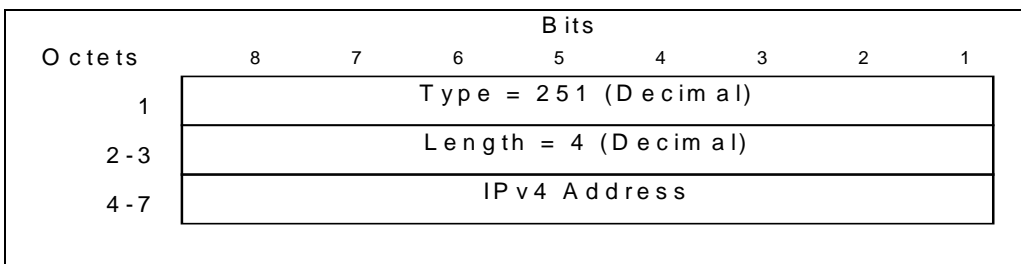 Bits
Octets 8 7 6 5 4 3 2 1
1 Type = 251 (Decimal)
2-3 Length = 4 (Decimal)
4-7 IPv4 Address